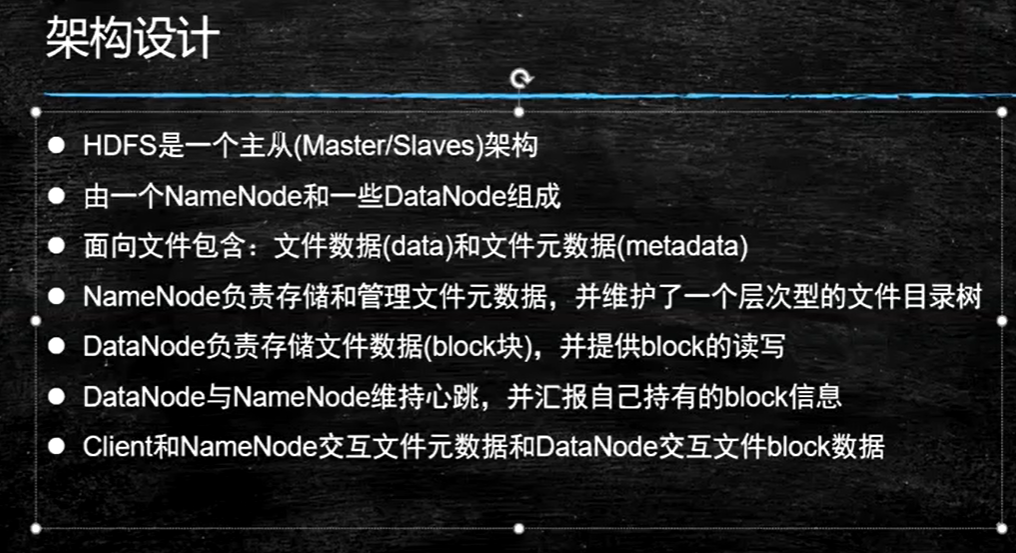 架构设计
● HDFS是一个主从(Master/Slaves)架构
● 由一个NameNode和一些DataNode组成
● 面向文件包含：文件数据(data)和文件元数据(metadata)
● NameNode负责存储和管理文件元数据，并维护了一个层次型的文件目录树
● DataNode负责存储文件数据(block块)，并提供block的读写
● DataNode与NameNode维持心跳，并汇报自己持有的block信息
● Client和NameNode交互文件元数据和DataNode交互文件block数据